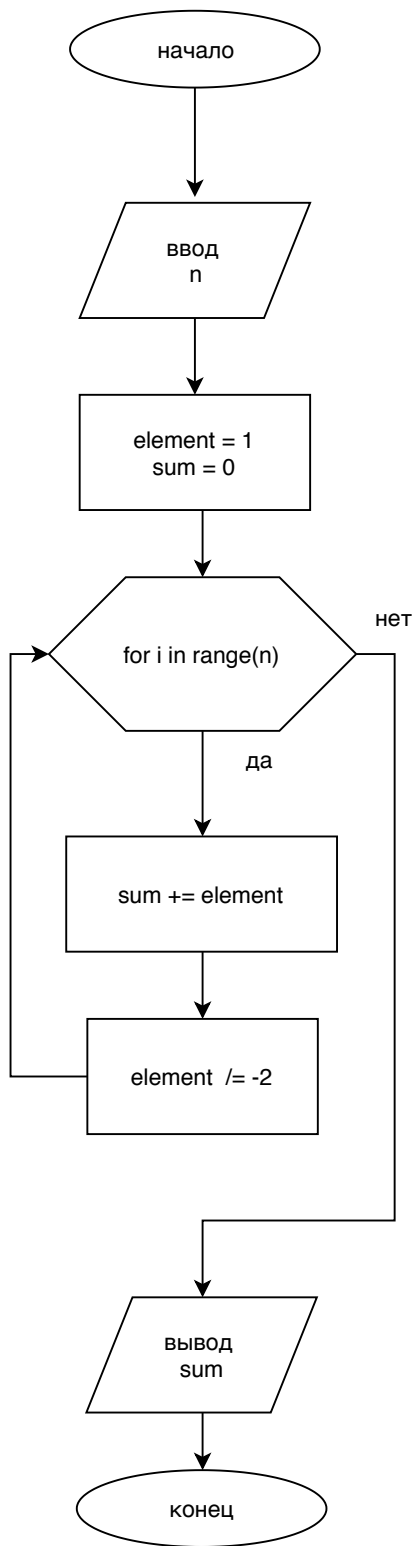 начало
ввод
n
element = 1
sum = 0
for i in range(n)
нет
да
sum += element
element /= -2
вывод
sum
конец